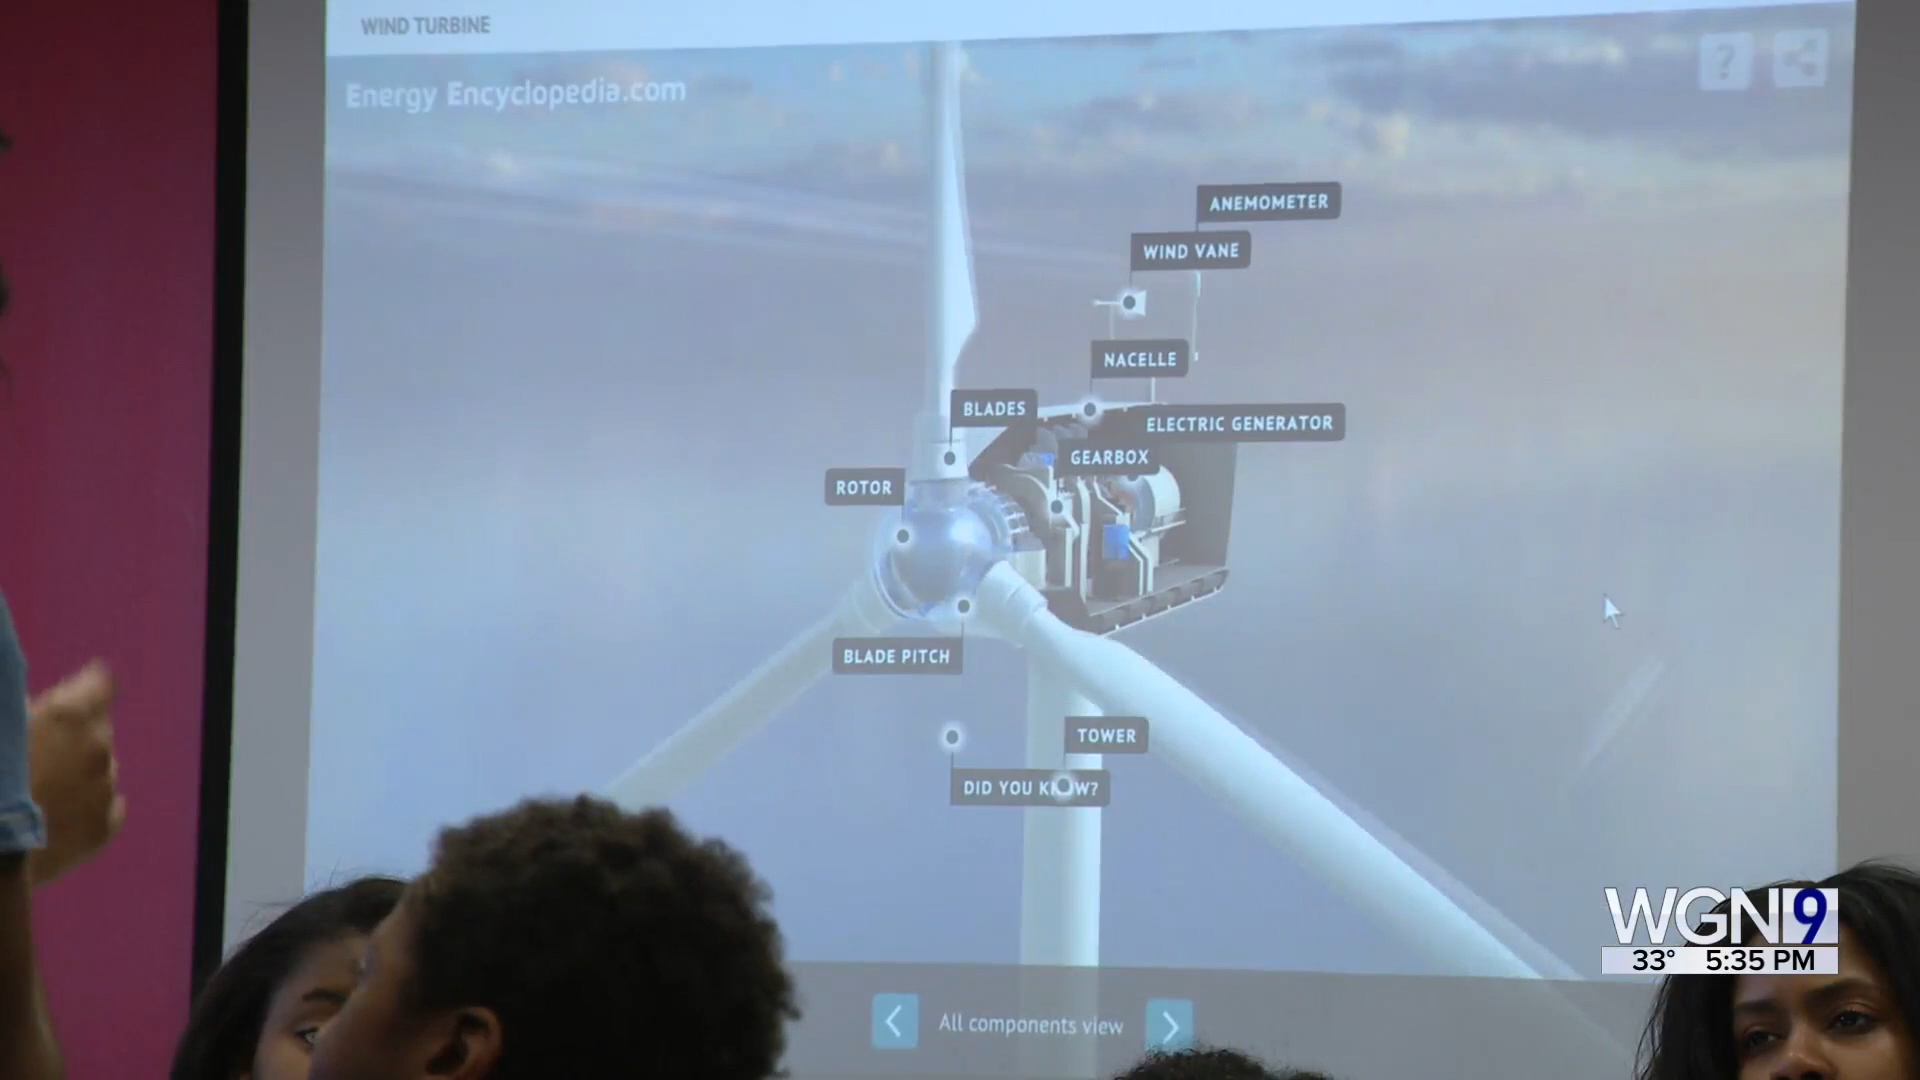 WIND TURBINE
Energy Encyclopedia.com
?
ANEMOMETER
WIND VANE
NACELLE
BLADES
ELECTRIC GENERATOR
GEARBOX
ROTOR
BLADE PITCH
TOWER
DID YOU KNOW?
WGN9
33° 5:35 PM
All components view